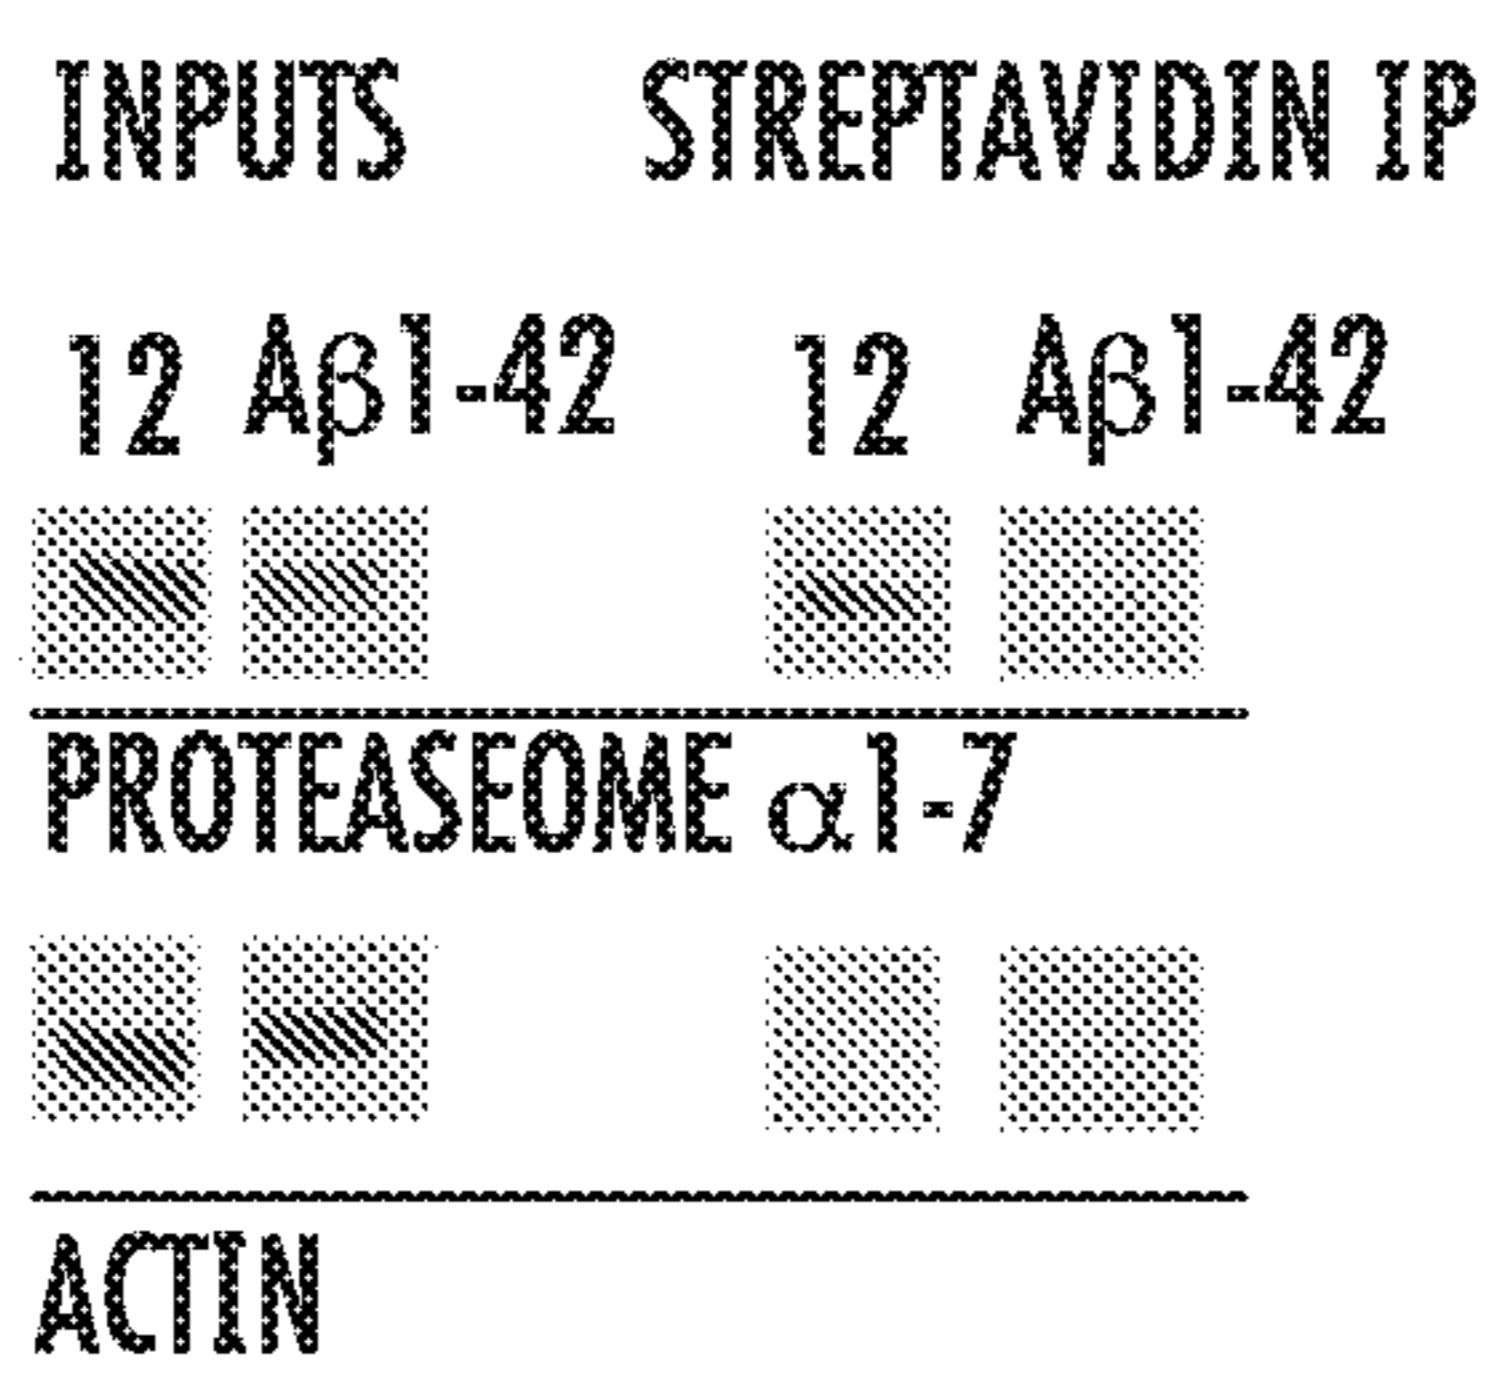 INPUTS STREPTAVIDIN IP
12 Aβ1-42 12 Aβ1-42
PROTEASEOME α1-7
ACTIN